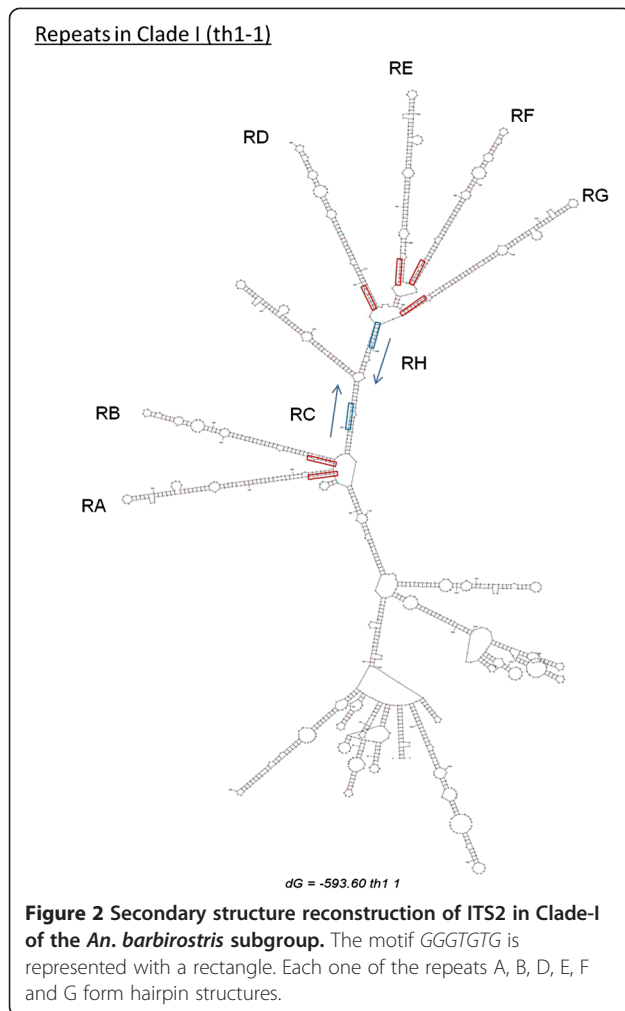 Repeats in Clade I (th1-1)
RE
RF
RD
RG
RH
RC
RB
RA
dG = -593.60 th1 1
Figure 2 Secondary structure reconstruction of ITS2 in Clade-I
of the An. barbirostris subgroup. The motif GGGTGTG is
represented with a rectangle. Each one of the repeats A, B, D, E, F
and G form hairpin structures.